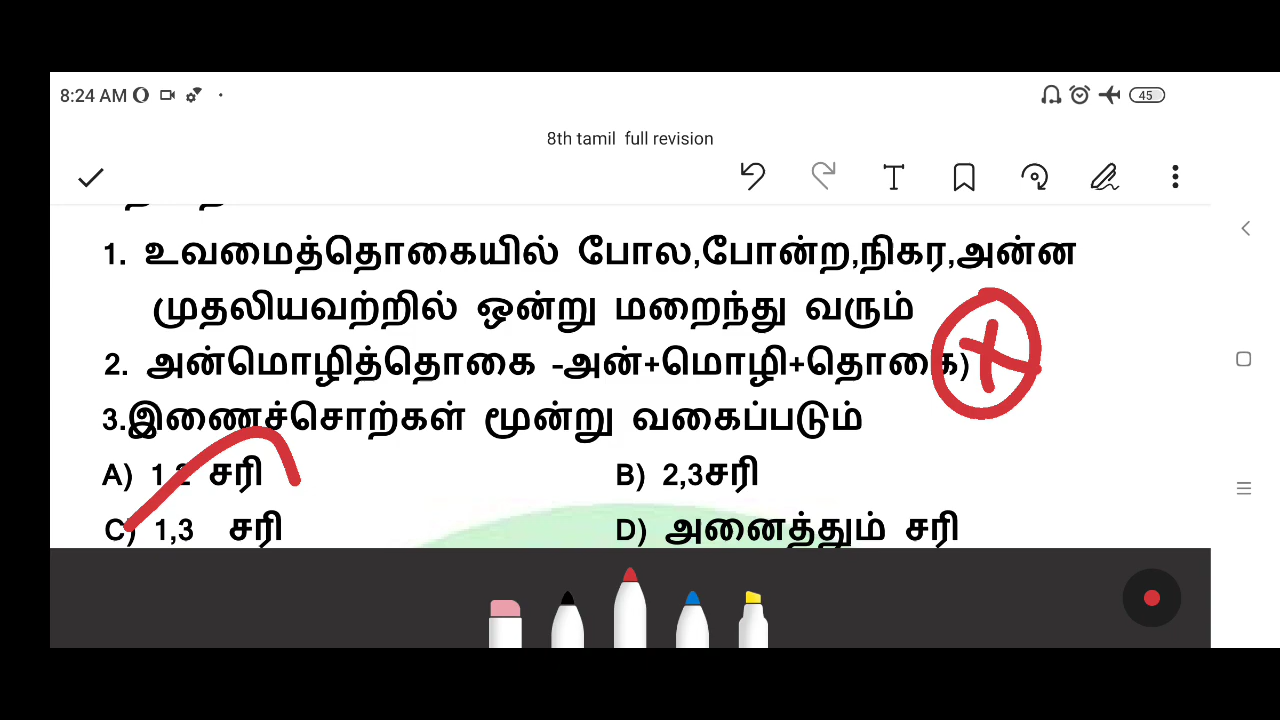 8:24 AM
45
8th tamil full revision
1. உவமைத்தொகையில் போல,போன்ற,நிகர,அன்ன
முதலியவற்றில் ஒன்று மறைந்து வரும்
2. அன்மொழித்தொகை -அன்+மொழி+தொகை)
3.இணைச்சொற்கள் மூன்று வகைப்படும்
A) 1,2 சரி B) 2,3சரி
C) 1,3 சரி D) அனைத்தும் சரி